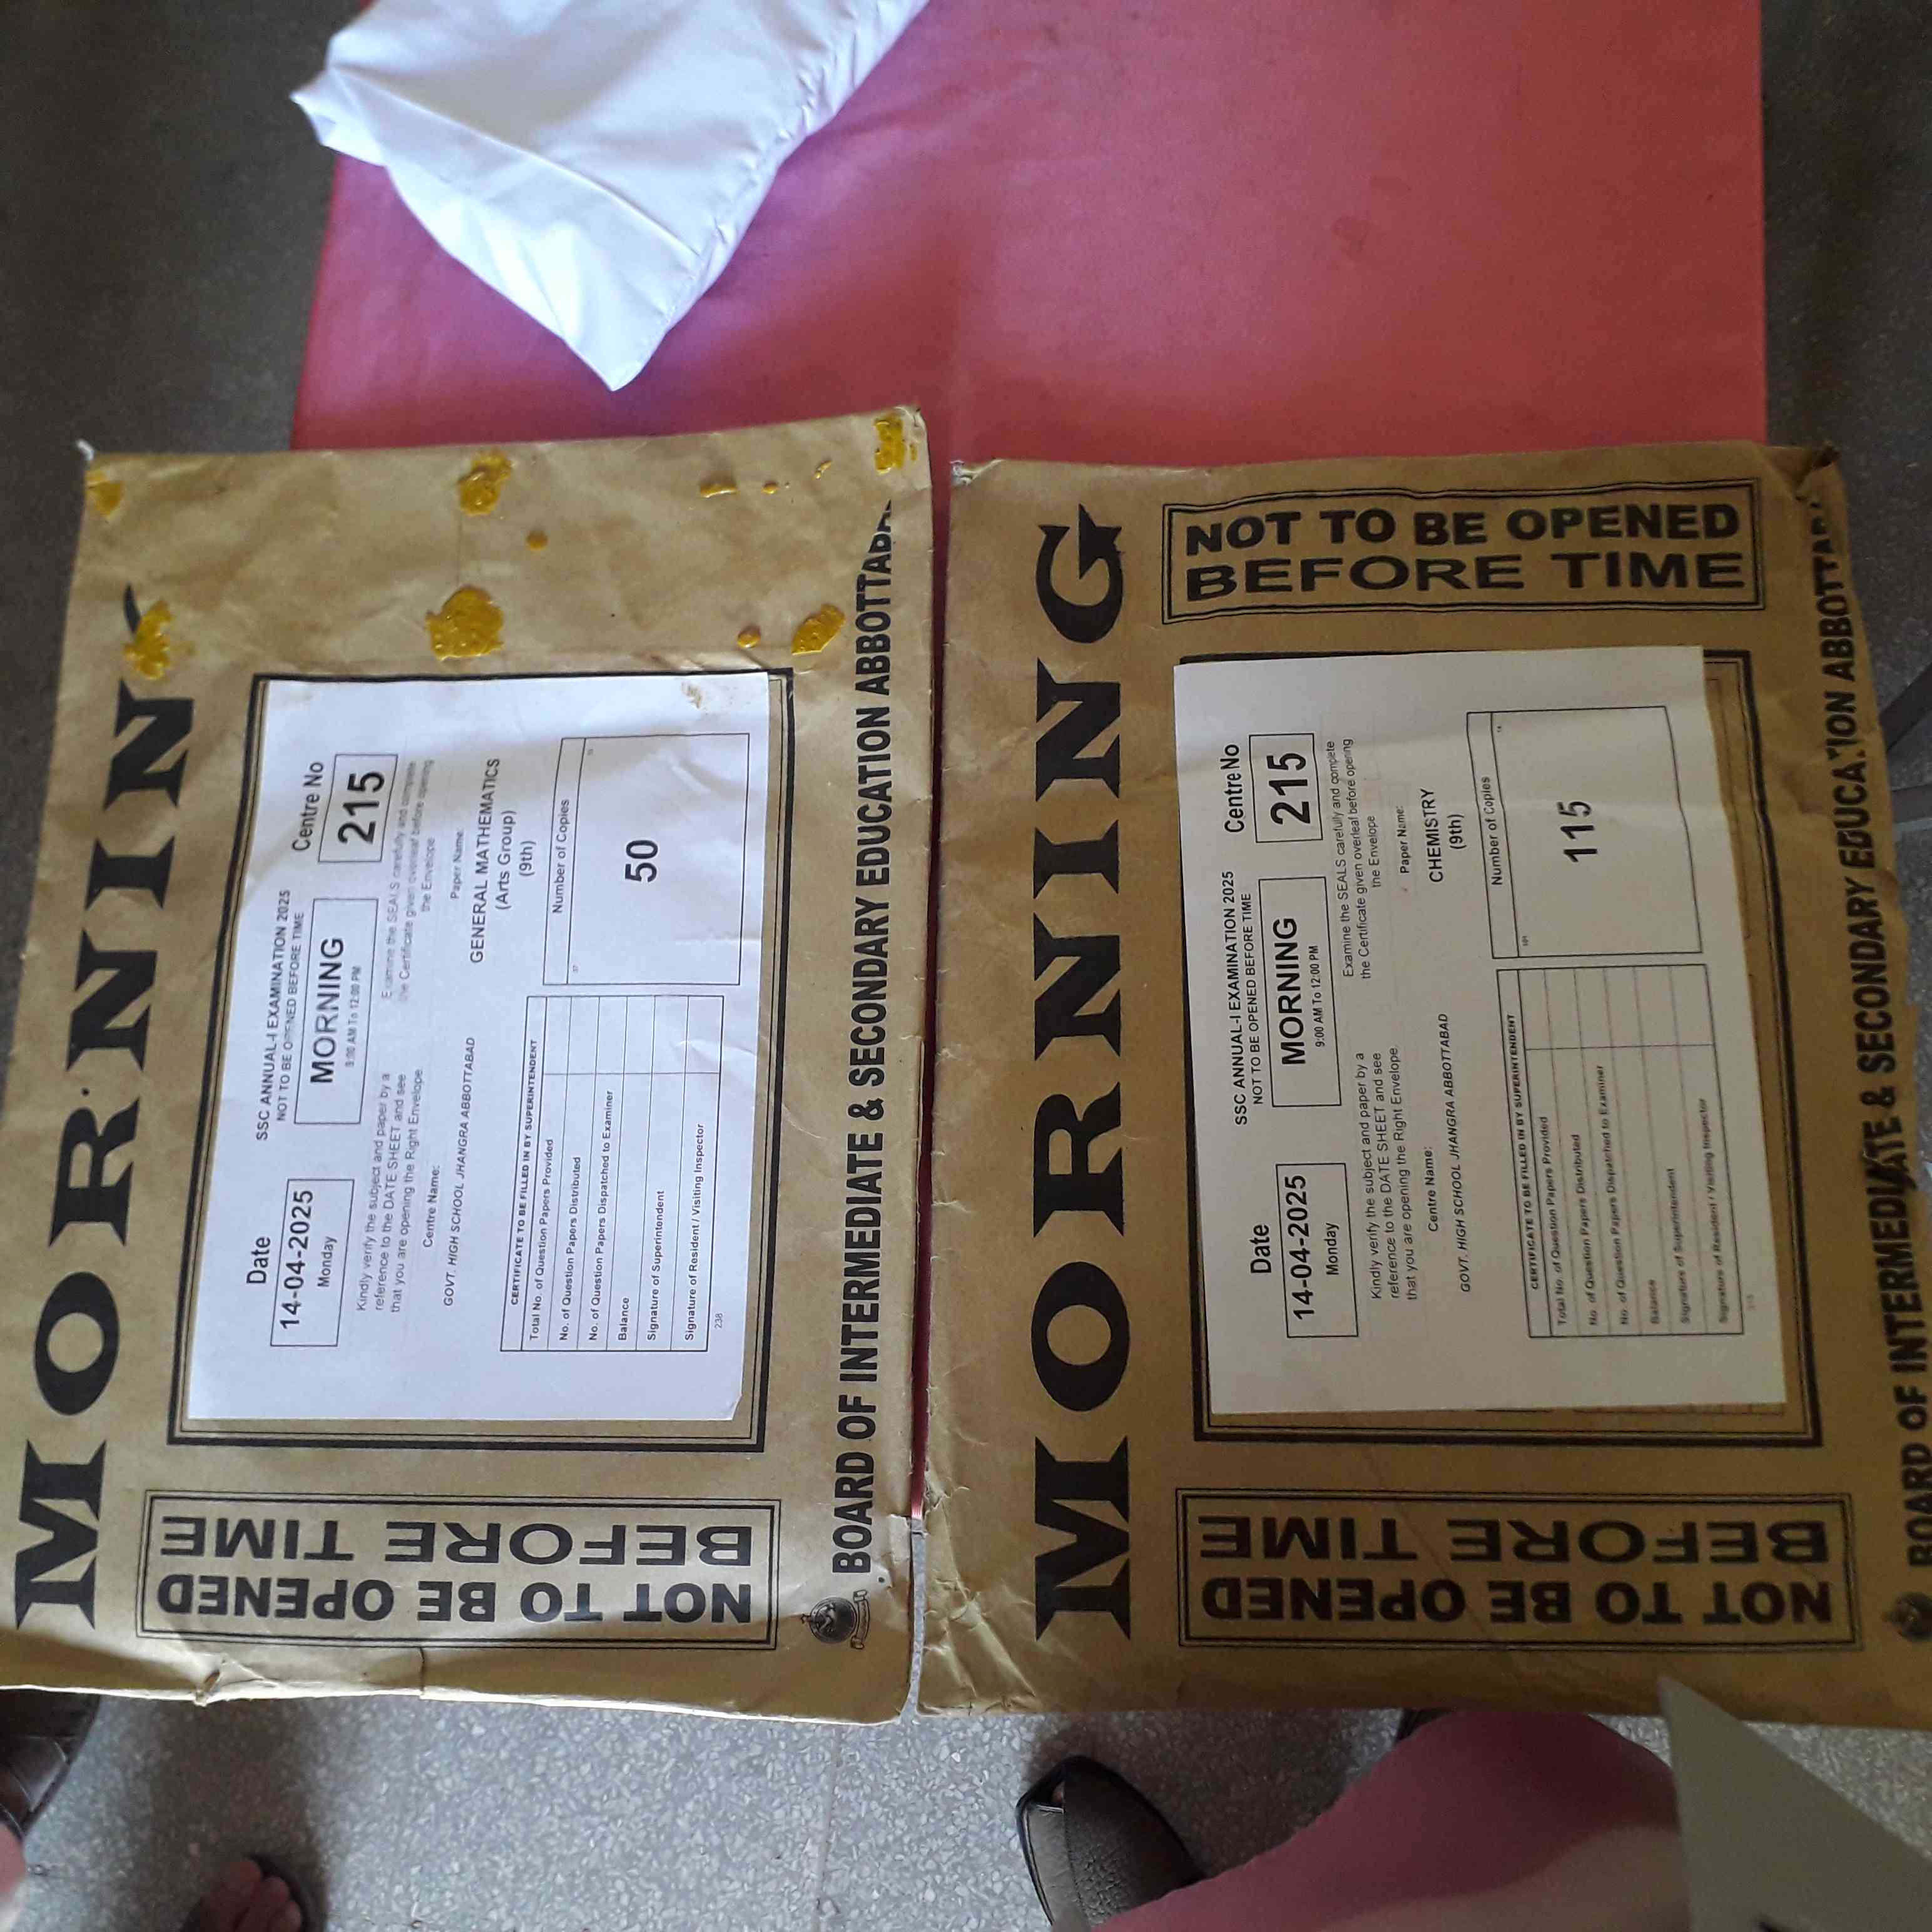 MORNIN
Date
14-04-2025
Monday
SSC ANNUAL-I EXAMINATION 2025
NOT TO BE OPENED BEFORE TIME
MORNING
9:00 AM To 12:00 PM
Centre No
215
Kindly verify the subject and paper by a
reference to the DATE SHEET and see
that you are opening the Right Envelope
Examine the SEALS carefully and complete
the Certificate given overleaf before opening
the Envelope
Centre Name:
GOVT. HIGH SCHOOL JHANGRA ABBOTTABAD
Paper Name:
GENERAL MATHEMATICS
(Arts Group)
(9th)
CERTIFICATE TO BE FILLED IN BY SUPERINTENDENT
Total No. of Question Papers Provided
No. of Question Papers Distributed
No. of Question Papers Dispatched to Examiner
Balance
Signature of Superintendent
Signature of Resident / Visiting Inspector
238
Number of Copies
50
NOT TO BE OPENED
BEFORE TIME
BOARD OF INTERMEDIATE & SECONDARY EDUCATION ABBOTTABA
MORNING
NOT TO BE OPENED
BEFORE TIME
Date
14-04-2025
Monday
SSC ANNUAL-I EXAMINATION 2025
NOT TO BE OPENED BEFORE TIME
MORNING
9:00 AM To 12:00 PM
Centre No
215
Kindly verify the subject and paper by a
reference to the DATE SHEET and see
that you are opening the Right Envelope
Examine the SEALS carefully and complete
the Certificate given overleaf before opening
the Envelope
Centre Name:
GOVT. HIGH SCHOOL JHANGRA ABBOTTABAD
Paper Name:
CHEMISTRY
(9th)
CERTIFICATE TO BE FILLED IN BY SUPERINTENDENT
Total No. of Question Papers Provided
No. of Question Papers Distributed
No. of Question Papers Dispatched to Examiner
Balance
Signature of Superintendent
Signature of Resident / Visiting Inspector
Number of Copies
115
NOT TO BE OPENED
BEFORE TIME
BOARD OF INTERMEDIATE & SECONDARY EDUCATION ABBOTTABA